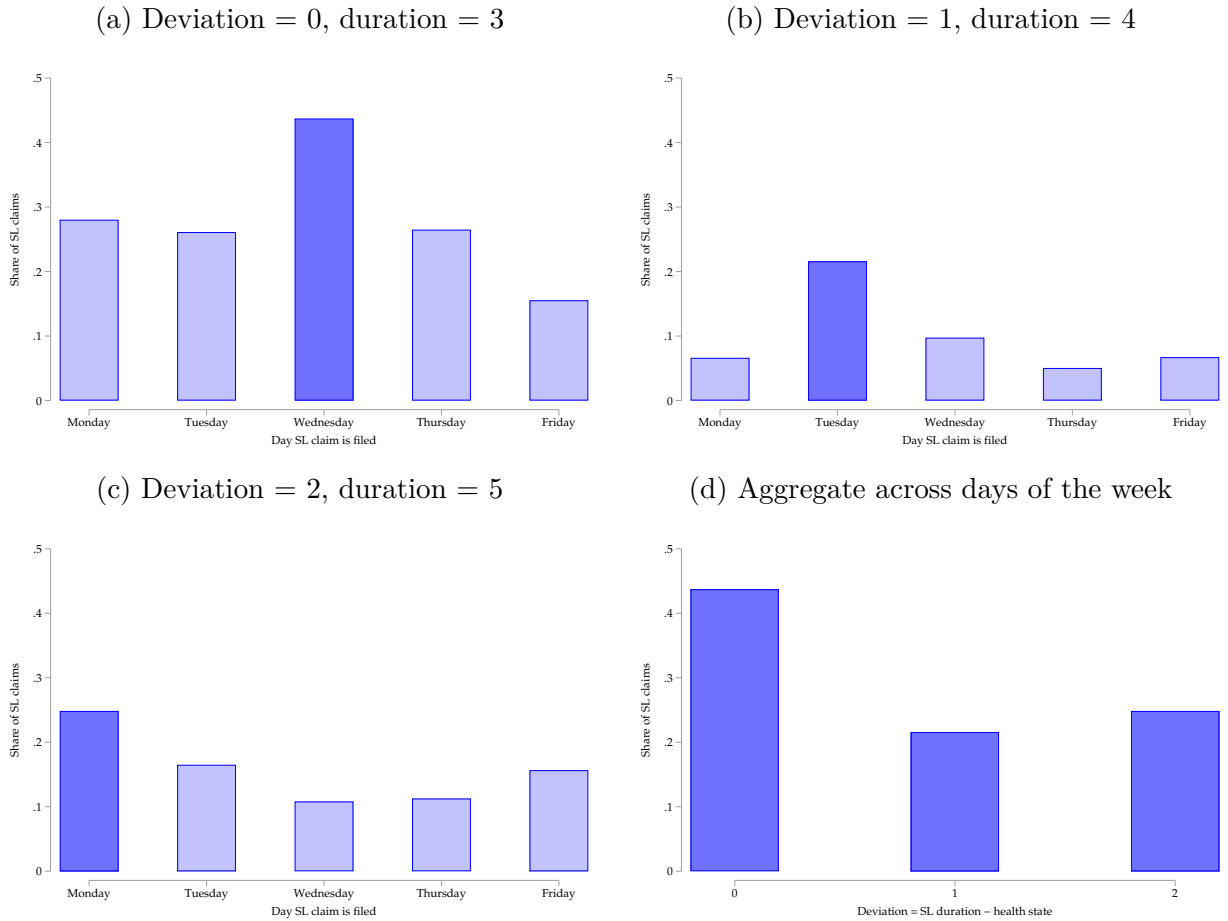 (a) Deviation = 0, duration = 3
.5
.4
.3
.2
.1
0
Share of SL claims
Monday Tuesday Wednesday Thursday Friday
Day SL claim is filed
(b) Deviation = 1, duration = 4
.5
.4
.3
.2
.1
0
Share of SL claims
Monday Tuesday Wednesday Thursday Friday
Day SL claim is filed
(c) Deviation = 2, duration = 5
.5
.4
.3
.2
.1
0
Share of SL claims
Monday Tuesday Wednesday Thursday Friday
Day SL claim is filed
(d) Aggregate across days of the week
.5
.4
.3
.2
.1
0
Share of SL claims
0 1 2
Deviation = SL duration − health state